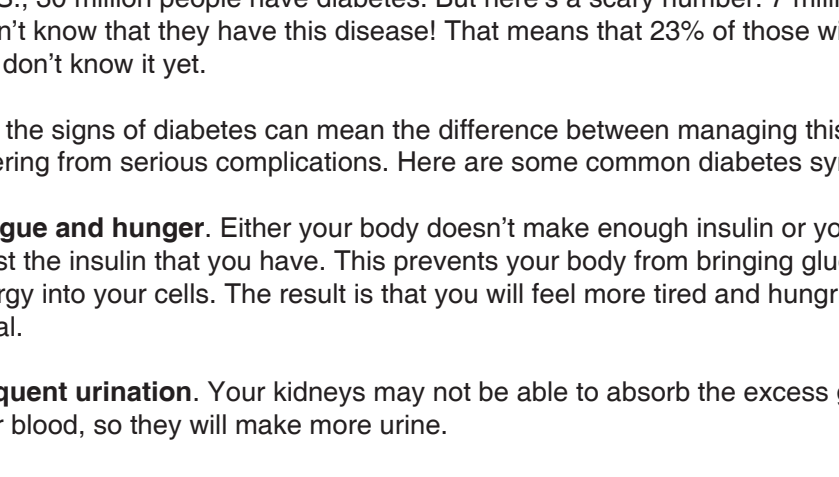 S., 30 million people have diabetes. But here's a scary number: 7 milli
n't know that they have this disease! That means that 23% of those wi
don't know it yet.
the signs of diabetes can mean the difference between managing this
ering from serious complications. Here are some common diabetes sy
gue and hunger. Either your body doesn't make enough insulin or yo
st the insulin that you have. This prevents your body from bringing glu
rgy into your cells. The result is that you will feel more tired and hungr
al.
quent urination. Your kidneys may not be able to absorb the excess
r blood, so they will make more urine.